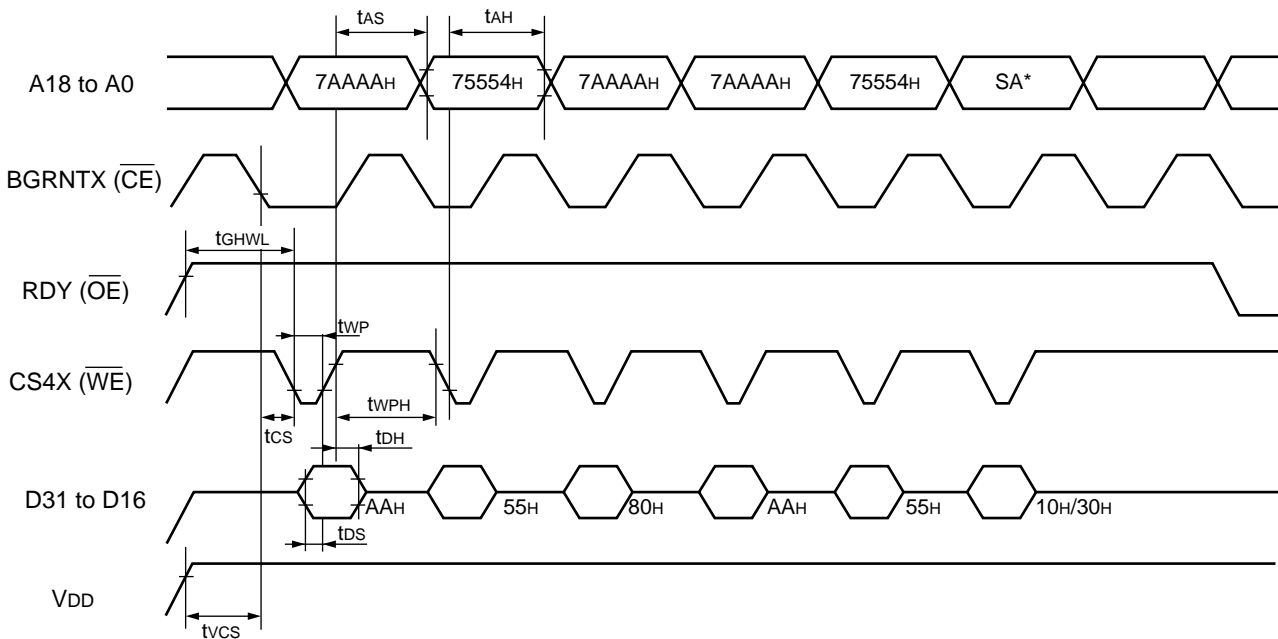 tAS tAH
A18 to A0 7AAAAH 75554H 7AAAAH 7AAAAH 75554H SA*
BGRNTX (CE)
tGHWL
RDY (OE)
tWP
CS4X (WE)
tWPH
tCS tDH
D31 to D16 AAH 55H 80H AAH 55H 10H/30H
tDS
VDD
tVCS